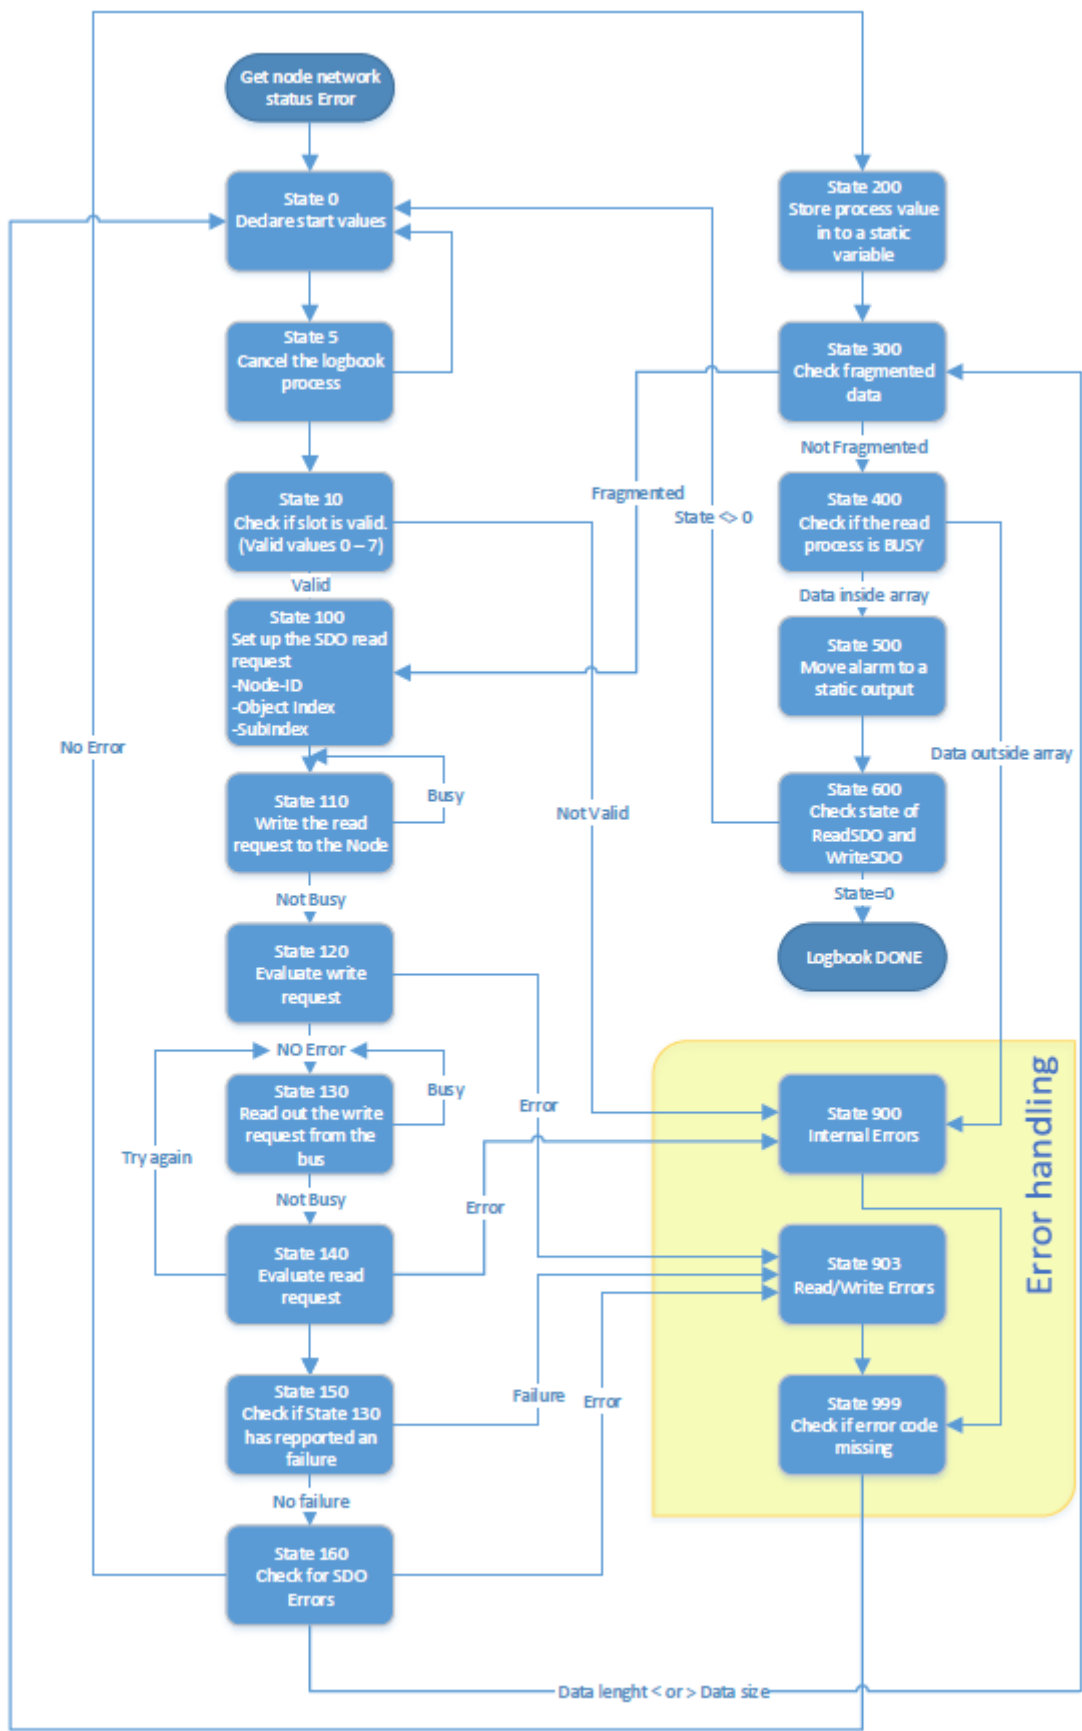 Get node network
status Error
State 0
Declare start values
State 5
Cancel the logbook
process
State 10
Check if slot is valid.
(Valid values 0 – 7)
Valid
State 100
Set up the SDO read
request
-Node-ID
-Object Index
-SubIndex
Busy
State 110
Write the read
request to the Node
Not Busy
State 120
Evaluate write
request
NO Error
Busy
State 130
Read out the write
request from the
bus
Try again
Not Busy
State 140
Evaluate read
request
State 150
Check if State 130
has repported an
failure
No failure
State 160
Check for SDO
Errors
No Error
Fragmented
State <> 0
Not Valid
Error
Error
Failure
Error
Data lenght < or > Data size
State 200
Store process value
in to a static
variable
State 300
Check fragmented
data
Not Fragmented
State 400
Check if the read
process is BUSY
Data inside array
State 500
Move alarm to a
static output
Data outside array
State 600
Check state of
ReadSDO and
WriteSDO
State=0
Logbook DONE
Error handling
State 900
Internal Errors
State 903
Read/Write Errors
State 999
Check if error code
missing